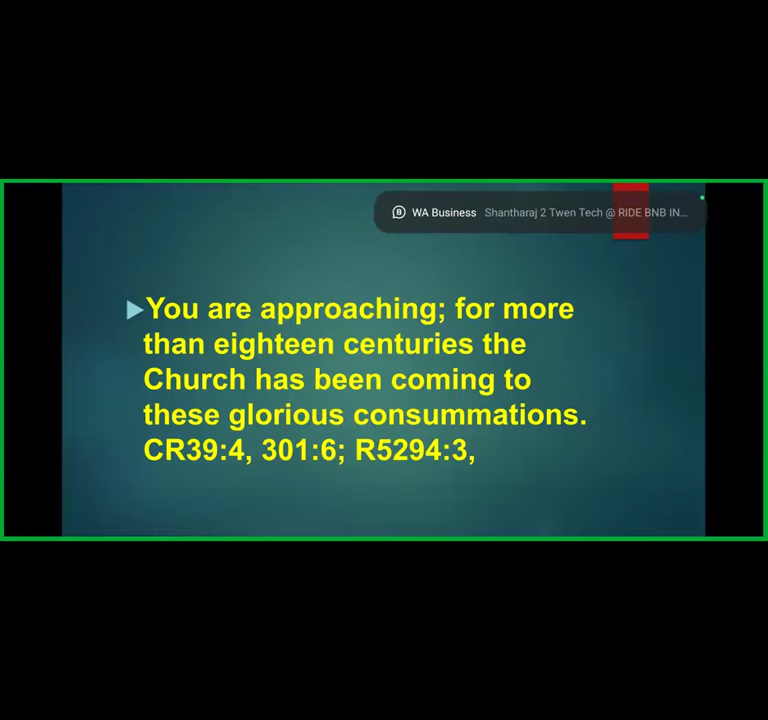 WA Business Shantharaj 2 Twen Tech @ RIDE BNB IN...
You are approaching; for more
than eighteen centuries the
Church has been coming to
these glorious consummations.
CR39:4, 301:6; R5294:3,